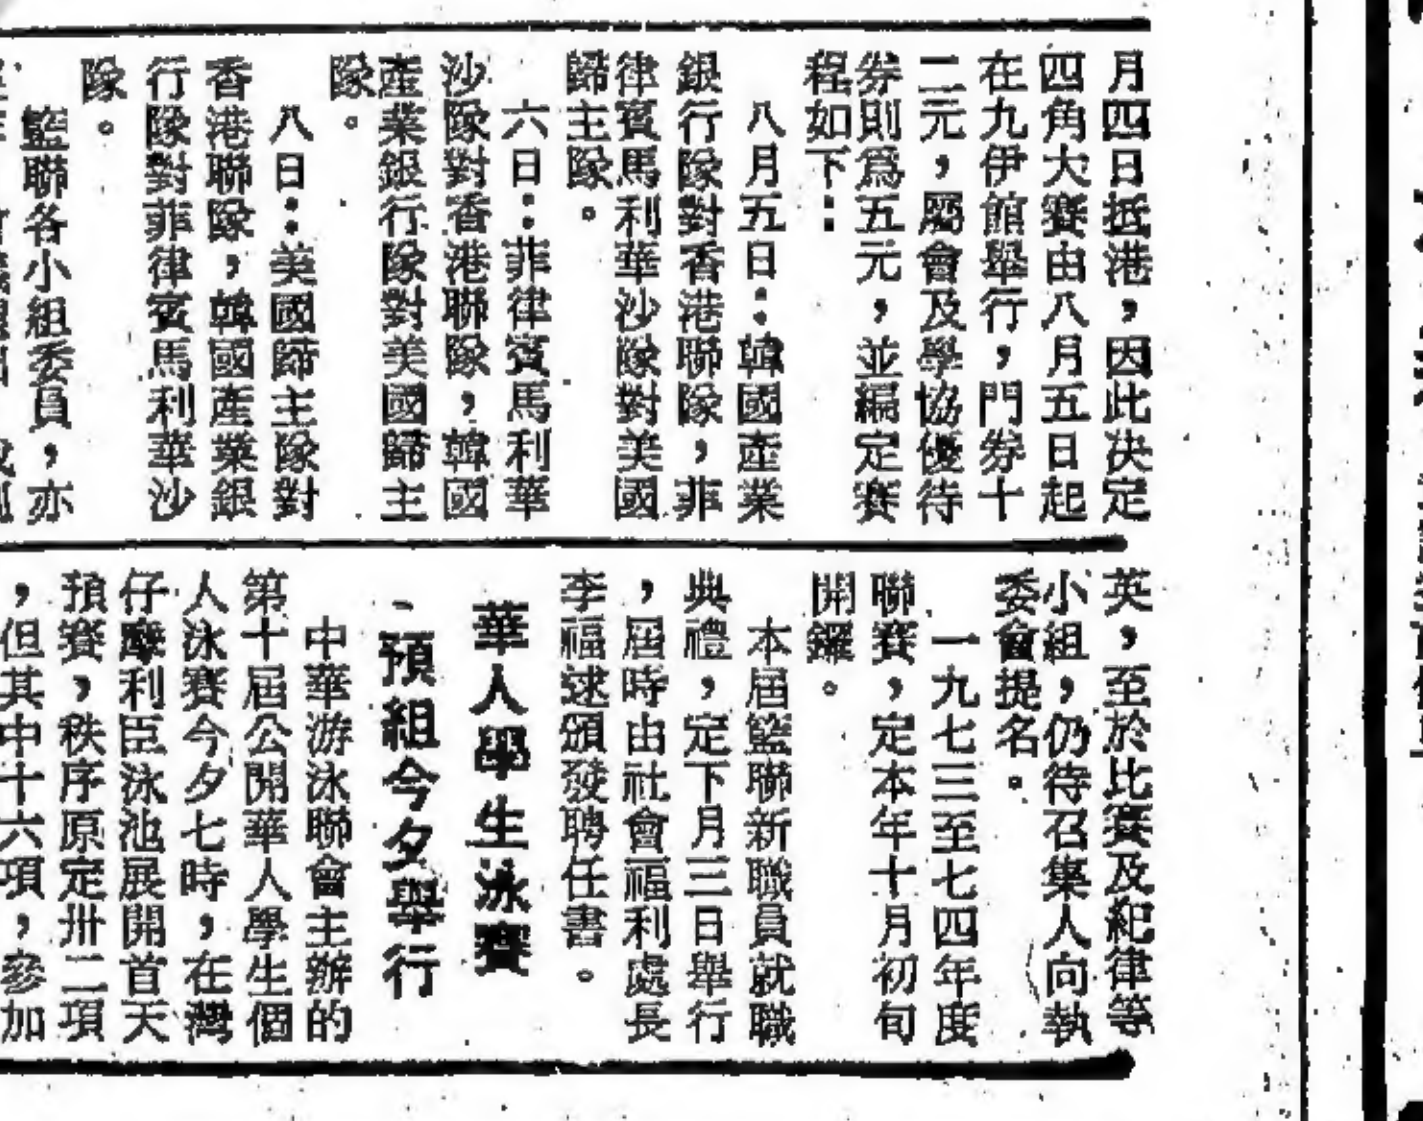 月四日抵港，因此决定
四角大賽由八月五日起
在九伊館舉行，門券十
二元，屬會及學協優待
券則爲五元，並編定賽
程如下：
八月五日：韓國產業
銀行隊對香港聯隊，菲
律賓馬利華沙隊對美國
歸主隊。
六日：菲律賓馬利華
沙隊對香港聯隊，韓國
產業銀行隊對美國歸主
隊。
八日：美國歸主隊對
香港聯隊，韓國產業銀
行隊對菲律賓馬利華沙
隊。
籃聯各小組委員，亦
英，至於比賽及紀律等
小組，仍待召集人向執
委會提名。
一九七三至七四年度
聯賽，定本年十月初旬
開鑼。
本屆籃聯新職員就職
典禮，定下月三日舉行
，屆時由社會福利處長
李福逑頒發聘任書。
華人學生泳賽
預組今夕舉行
中華游泳聯會主辦的
第十屆公開華人學生個
人泳賽今夕七時，在灣
仔摩利臣泳池展開首天
預賽，秩序原定卅二項
，但其中十六項，參加